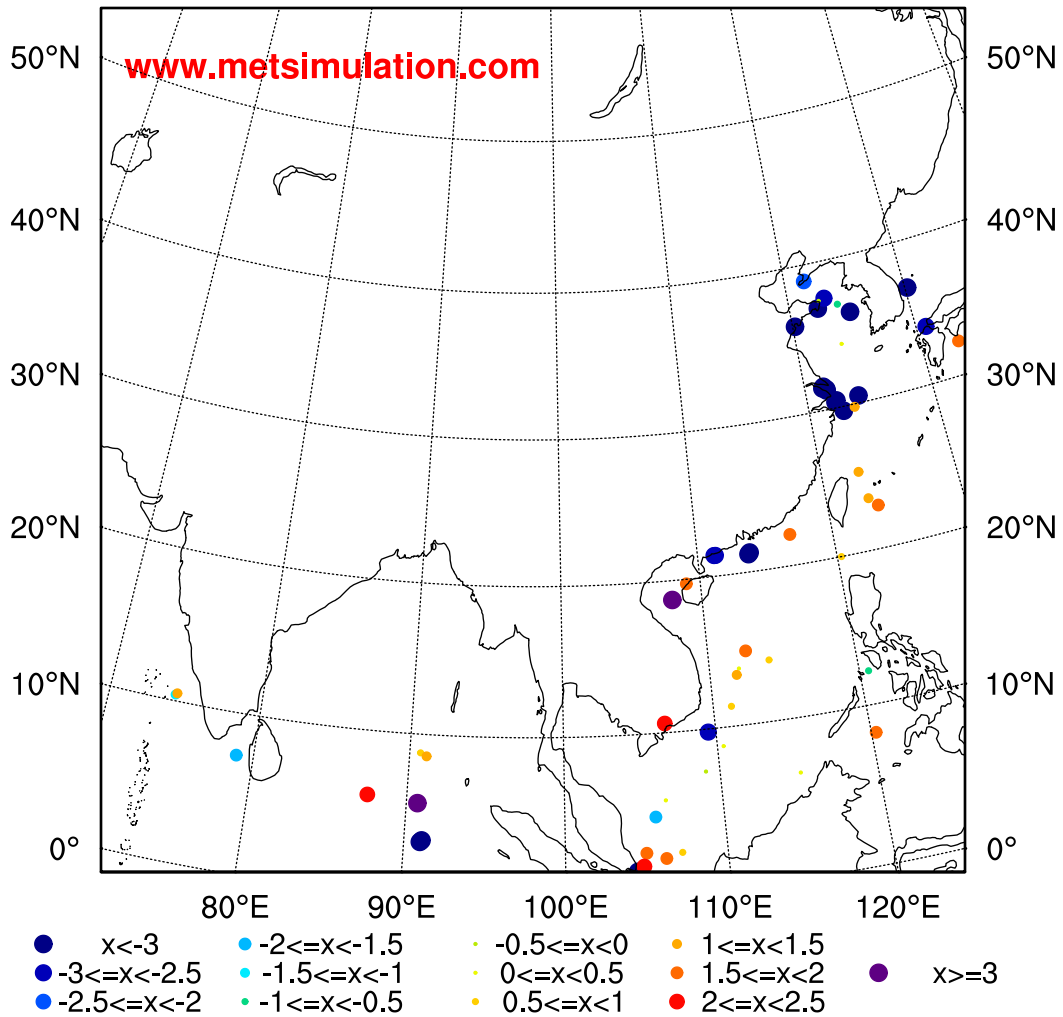 www.metsimulation.com
50°N 50°N
40°N 40°N
30°N 30°N
20°N 20°N
10°N 10°N
0° 0°
80°E 90°E 100°E 110°E 120°E
x<-3 -2<=x<-1.5 -0.5<=x<0 1<=x<1.5
-3<=x<-2.5 -1.5<=x<-1 0<=x<0.5 1.5<=x<2 x>=3
-2.5<=x<-2 -1<=x<-0.5 0.5<=x<1 2<=x<2.5